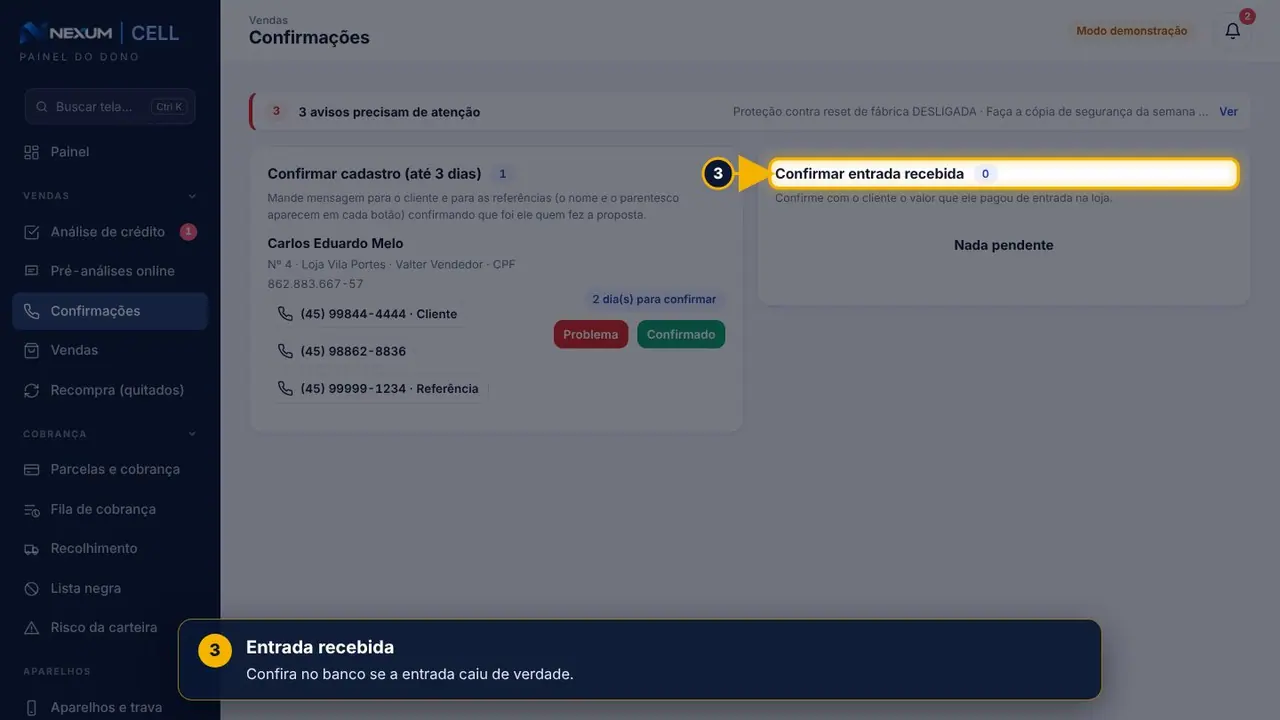 NEXUM | CELL
PAINEL DO DONO
Buscar tela... Ctrl K
Painel
VENDAS
Análise de crédito 1
Pré-análises online
Confirmações
Vendas
Recompra (quitados)
COBRANÇA
Parcelas e cobrança
Fila de cobrança
Recolhimento
Lista negra
Risco da carteira
APARELHOS
Aparelhos e trava
Vendas
Confirmações
Modo demonstração
2
3 3 avisos precisam de atenção
Proteção contra reset de fábrica DESLIGADA · Faça a cópia de segurança da semana ... Ver
Confirmar cadastro (até 3 dias) 1
Mande mensagem para o cliente e para as referências (o nome e o parentesco
aparecem em cada botão) confirmando que foi ele quem fez a proposta.
Carlos Eduardo Melo
Nº 4 · Loja Vila Portes · Valter Vendedor · CPF
862.883.667-57
2 dia(s) para confirmar
(45) 99844-4444 · Cliente
Problema Confirmado
(45) 98862-8836
(45) 99999-1234 · Referência
3
Confirmar entrada recebida 0
Confirme com o cliente o valor que ele pagou de entrada na loja.
Nada pendente
3 Entrada recebida
Confira no banco se a entrada caiu de verdade.